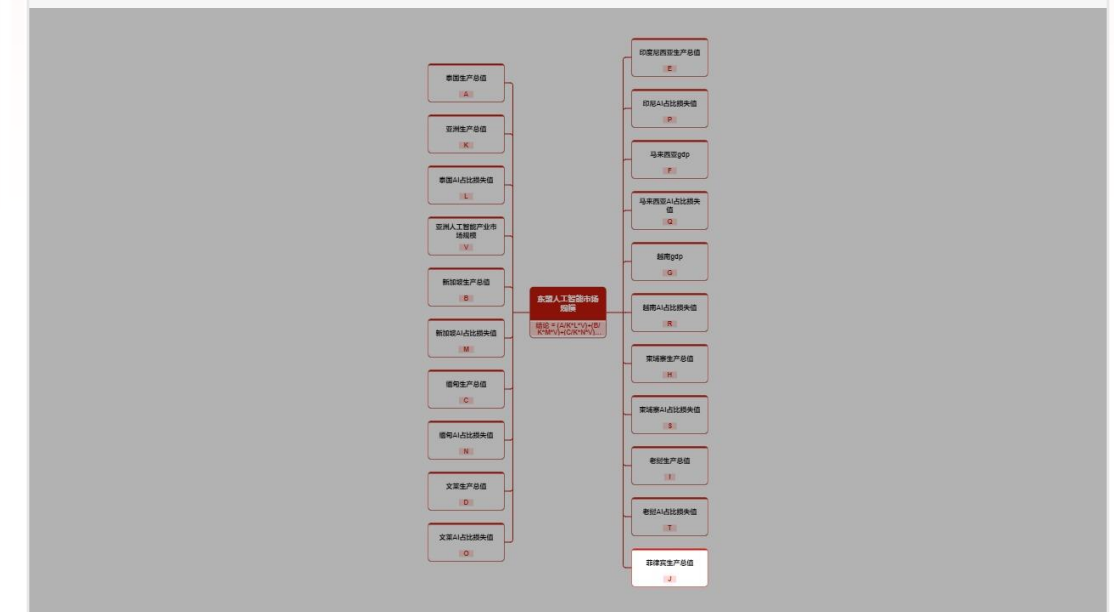 泰国生产总值
A
亚洲生产总值
K
泰国AI占比损失值
L
亚洲人工智能产业市
场规模
V
新加坡生产总值
B
新加坡AI占比损失值
M
缅甸生产总值
C
缅甸AI占比损失值
N
文莱生产总值
D
文莱AI占比损失值
O
东盟人工智能市场
规模
结论 = (A/K*L*V)+(B/
K*M*V)+(C/K*N*V)...
印度尼西亚生产总值
E
印尼AI占比损失值
P
马来西亚gdp
F
马来西亚AI占比损失
值
Q
越南gdp
G
越南AI占比损失值
R
柬埔寨生产总值
H
柬埔寨AI占比损失值
S
老挝生产总值
I
老挝AI占比损失值
T
菲律宾生产总值
J